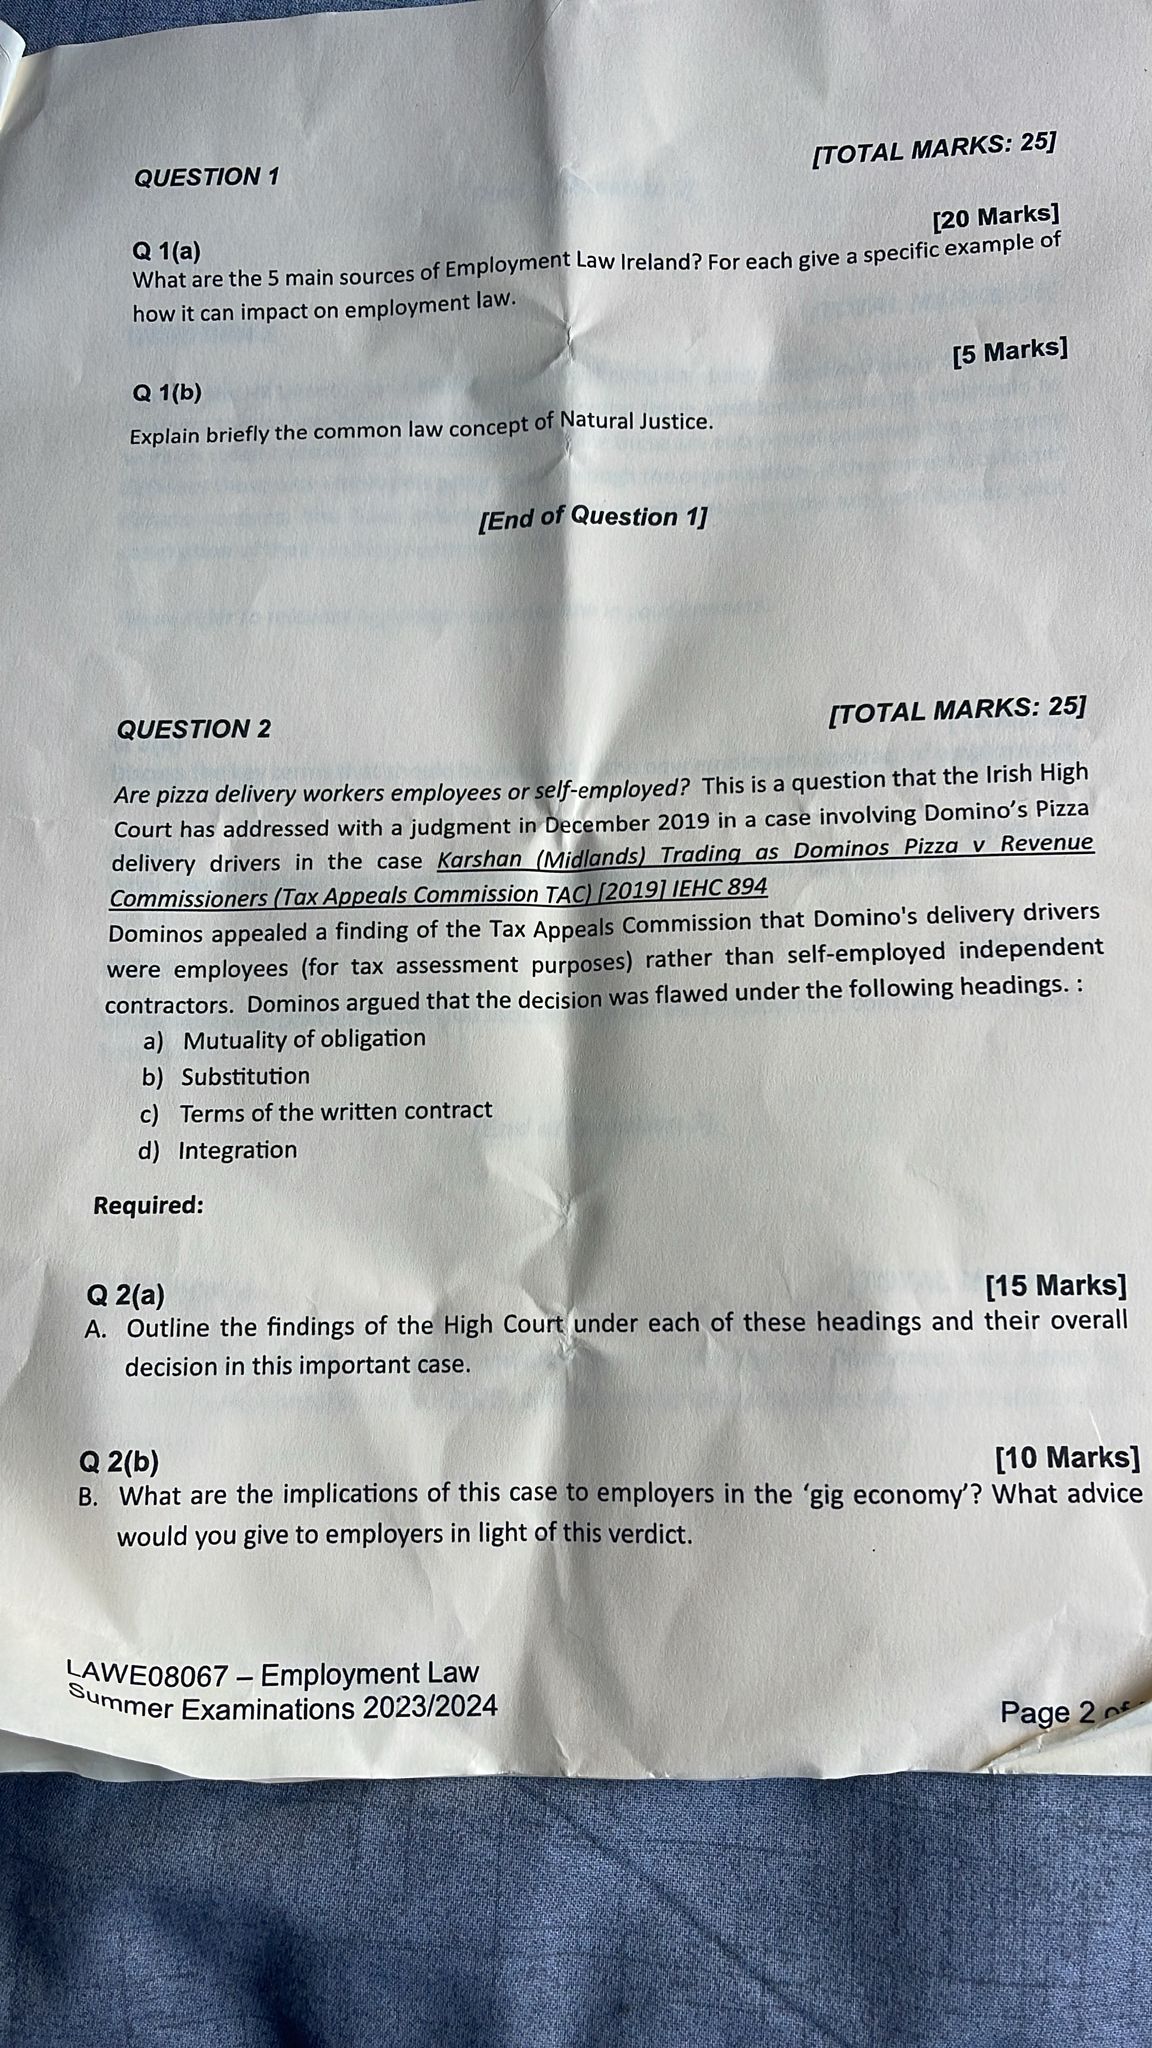 QUESTION 1
[TOTAL MARKS: 25]
Q 1(a)
[20 Marks]
What are the 5 main sources of Employment Law Ireland? For each give a specific example of
how it can impact on employment law.
[5 Marks]
Q 1(b)
Explain briefly the common law concept of Natural Justice.
[End of Question 1]
QUESTION 2
[TOTAL MARKS: 25]
Are pizza delivery workers employees or self-employed? This is a question that the Irish High
Court has addressed with a judgment in December 2019 in a case involving Domino's Pizza
delivery drivers in the case Karshan (Midlands) Trading as Dominos Pizza v Revenue
Commissioners (Tax Appeals Commission TAC) [2019] IEHC 894
Dominos appealed a finding of the Tax Appeals Commission that Domino's delivery drivers
were employees (for tax assessment purposes) rather than self-employed independent
contractors. Dominos argued that the decision was flawed under the following headings. :
a) Mutuality of obligation
b) Substitution
c) Terms of the written contract
d) Integration
Required:
Q 2(a)
[15 Marks]
A. Outline the findings of the High Court under each of these headings and their overall
decision in this important case.
Q 2(b)
[10 Marks]
B. What are the implications of this case to employers in the ‘gig economy’? What advice
would you give to employers in light of this verdict.
LAWE08067 – Employment Law
Summer Examinations 2023/2024
Page 2 of